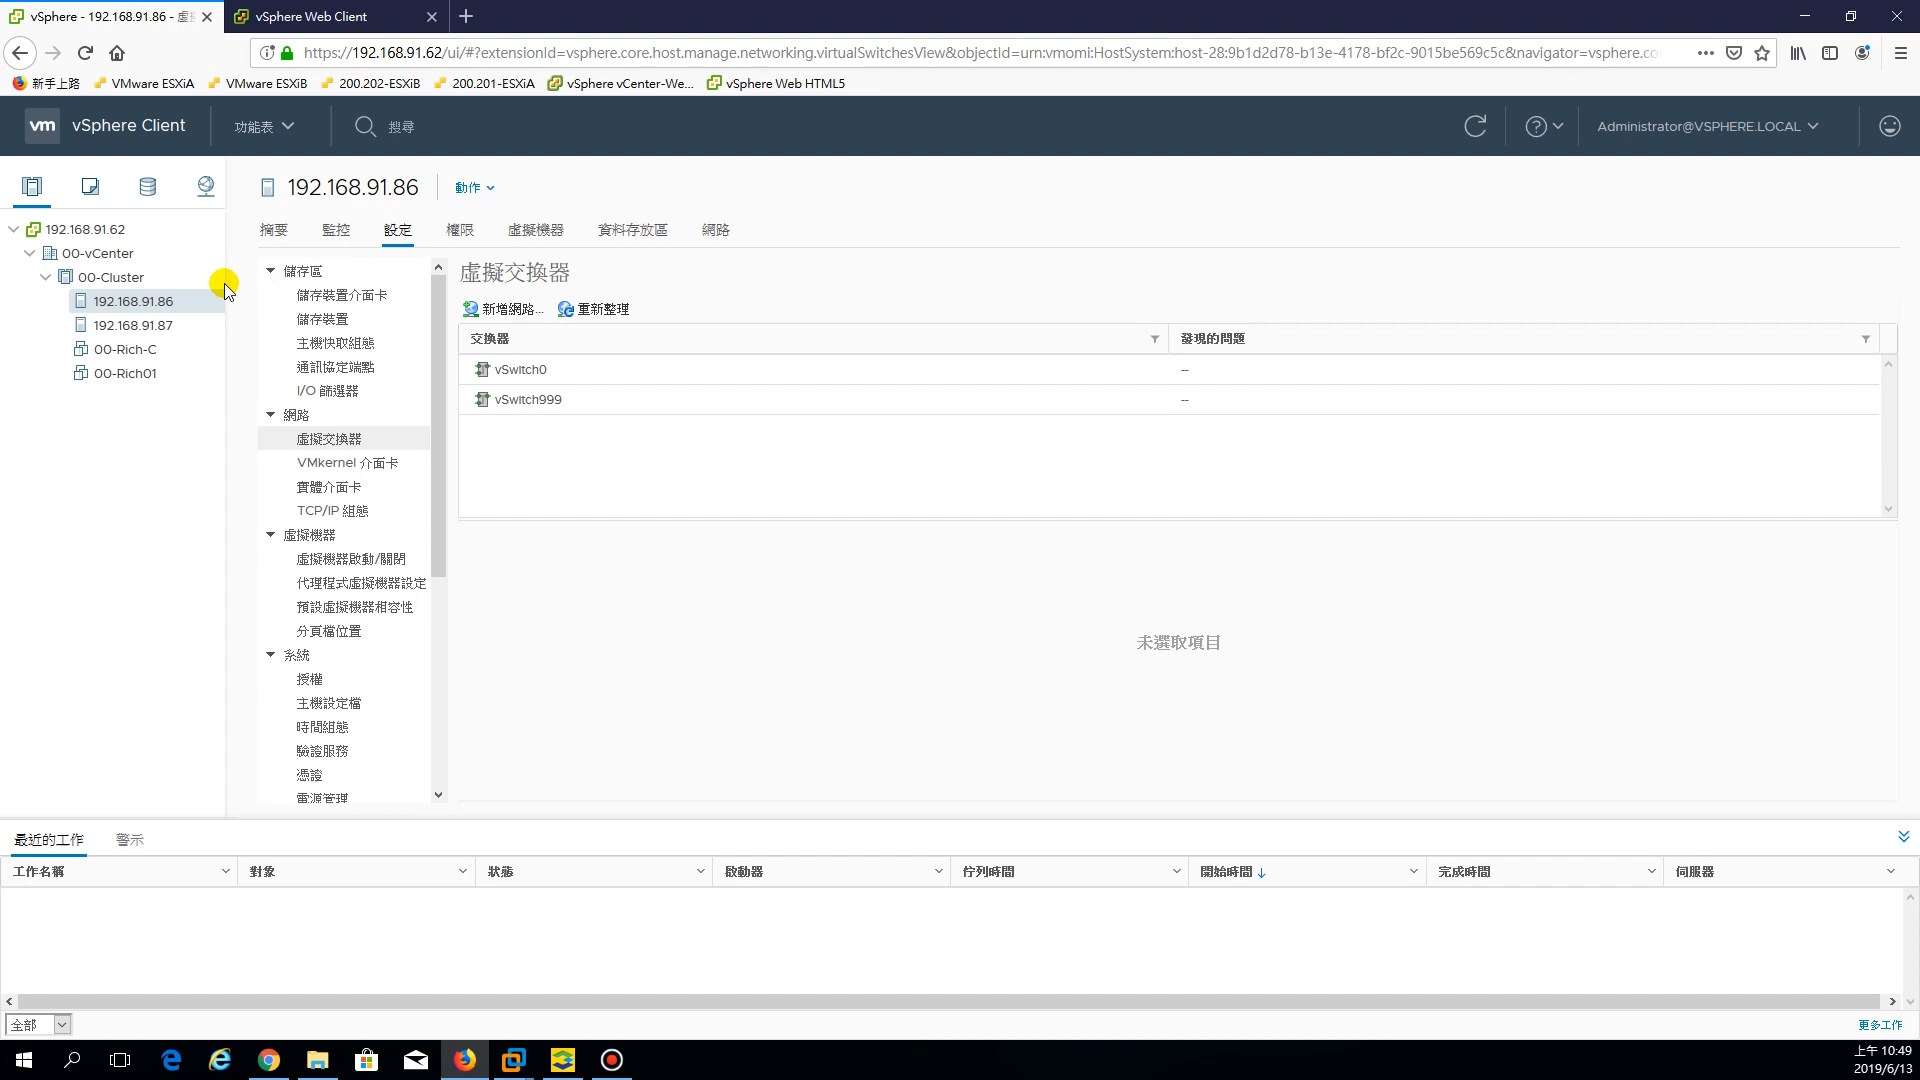 vSphere - 192.168.91.86 - 虛
vSphere Web Client
https://192.168.91.62/ui/#?extensionId=vsphere.core.host.manage.networking.virtualSwitchesView&objectId=urn:vmomi:HostSystem:host-28:9b1d2d78-b13e-4178-bf2c-9015be569c5c&navigator=vsphere.co
新手上路
VMware ESXiA
VMware ESXiB
200.202-ESXiB
200.201-ESXiA
vSphere vCenter-We...
vSphere Web HTML5
vm
vSphere Client
功能表
搜尋
Administrator@VSPHERE.LOCAL
192.168.91.62
00-vCenter
00-Cluster
192.168.91.86
192.168.91.87
00-Rich-C
00-Rich01
192.168.91.86
動作
摘要
監控
設定
權限
虛擬機器
資料存放區
網路
儲存區
儲存裝置介面卡
儲存裝置
主機快取組態
通訊協定端點
I/O 篩選器
網路
虛擬交換器
VMkernel 介面卡
實體介面卡
TCP/IP 組態
虛擬機器
虛擬機器啟動/關閉
代理程式虛擬機器設定
預設虛擬機器相容性
分頁檔位置
系統
授權
主機設定檔
時間組態
驗證服務
憑證
電源管理
虛擬交換器
新增網路...
重新整理
交換器
發現的問題
vSwitch0
--
vSwitch999
--
未選取項目
最近的工作
警示
工作名稱
對象
狀態
啟動器
佇列時間
開始時間
完成時間
伺服器
全部
更多工作
上午 10:49
2019/6/13